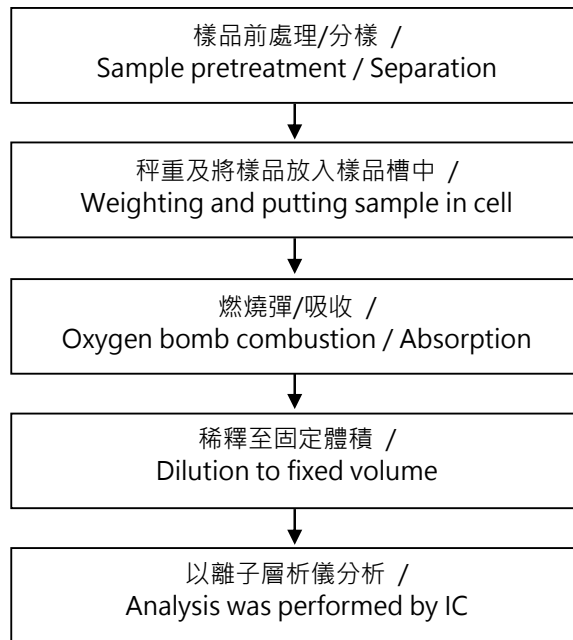 樣品前處理/分樣 /
Sample pretreatment / Separation
秤重及將樣品放入樣品槽中 /
Weighting and putting sample in cell
燃燒彈/吸收 /
Oxygen bomb combustion / Absorption
稀釋至固定體積 /
Dilution to fixed volume
以離子層析儀分析 /
Analysis was performed by IC